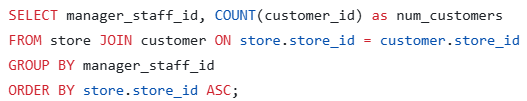 SELECT manager_staff_id, COUNT(customer_id) as num_customers
FROM store JOIN customer ON store.store_id = customer.store_id
GROUP BY manager_staff_id
ORDER BY store.store_id ASC;